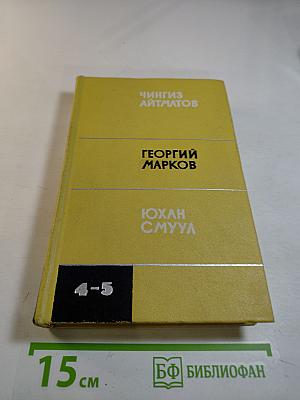 ЧИНГИЗ
АЙТМАТОВ
ГЕОРГИЙ
МАРКОВ
ЮХАН
СМУУЛ
4-5
15 см
БФ БИБЛИОФАН